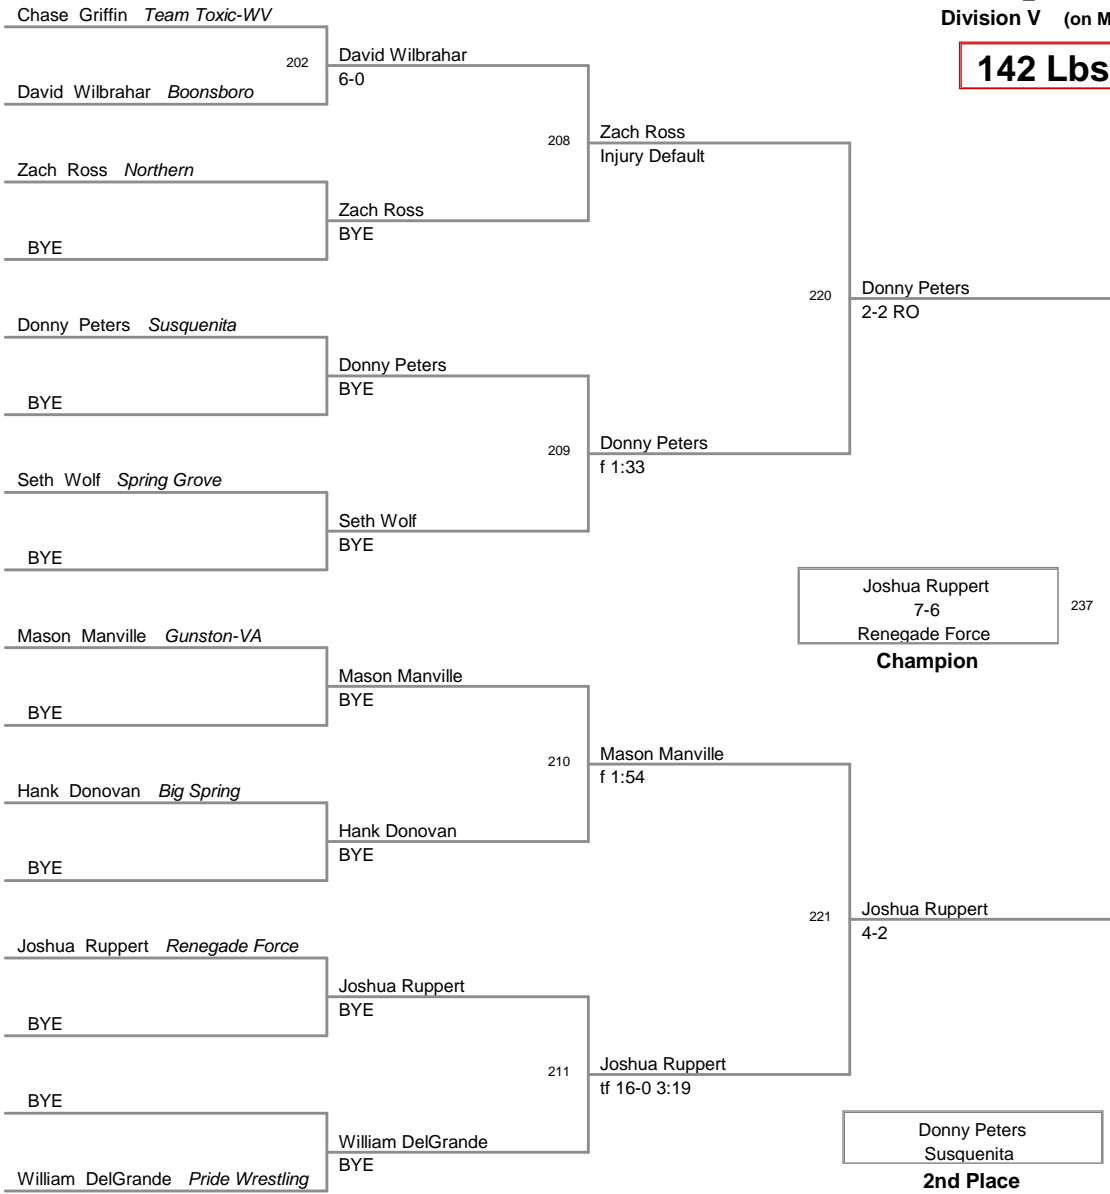 Chase Griffin Team Toxic-WV
Division V (on M
202
David Wilbrahar
6-0
142 Lbs
David Wilbrahar Boonsboro
208
Zach Ross
Injury Default
Zach Ross Northern
Zach Ross
BYE
BYE
220
Donny Peters
2-2 RO
Donny Peters Susquenita
Donny Peters
BYE
BYE
209
Donny Peters
f 1:33
Seth Wolf Spring Grove
Seth Wolf
BYE
BYE
Joshua Ruppert
7-6
Renegade Force
237
Champion
Mason Manville Gunston-VA
Mason Manville
BYE
BYE
210
Mason Manville
f 1:54
Hank Donovan Big Spring
Hank Donovan
BYE
BYE
221
Joshua Ruppert
4-2
Joshua Ruppert Renegade Force
Joshua Ruppert
BYE
BYE
211
Joshua Ruppert
tf 16-0 3:19
BYE
William DelGrande
BYE
William DelGrande Pride Wrestling
Donny Peters
Susquenita
2nd Place